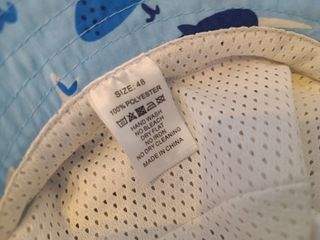 SIZE: 48
100% POLYESTER
HAND WASH
NO BLEACH
DRY FLAT
NO IRON
NO DRY CLEANING
MADE IN CHINA